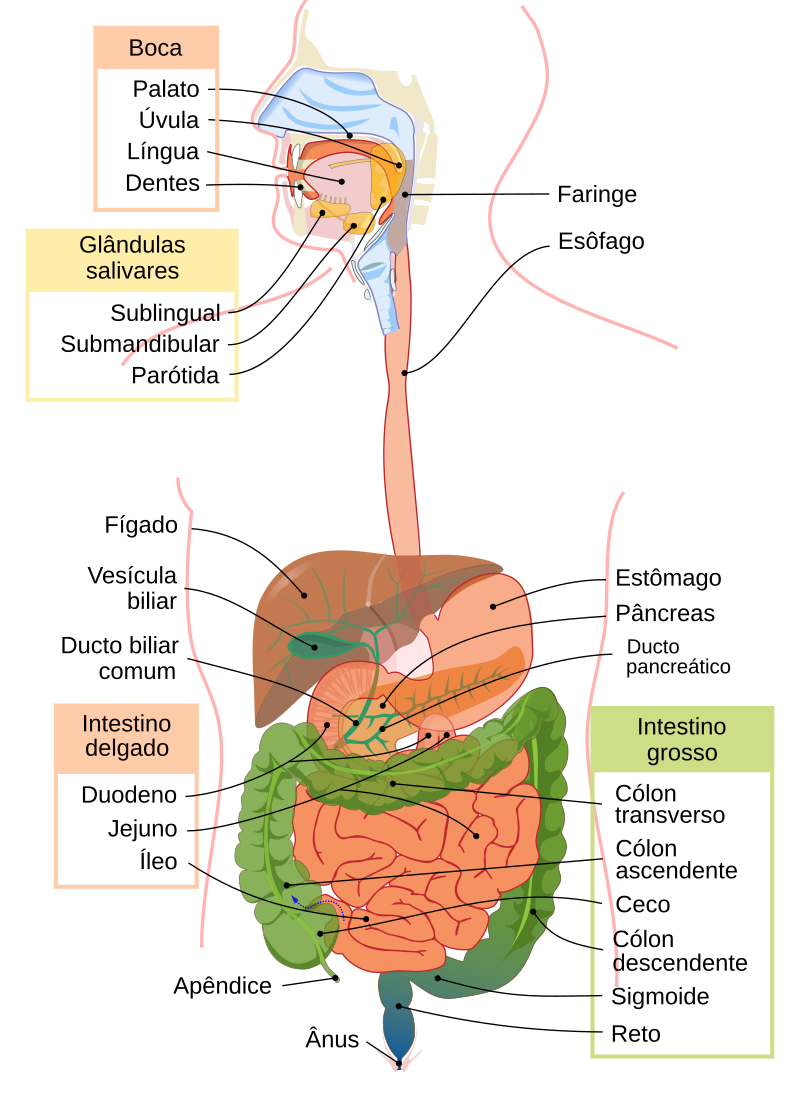 Boca
Palato
Úvula
Língua
Dentes
Glândulas
salivares
Sublingual
Submandibular
Parótida
Faringe
Esôfago
Fígado
Vesícula
biliar
Ducto biliar
comum
Estômago
Pâncreas
Ducto
pancreático
Intestino
delgado
Duodeno
Jejuno
Íleo
Intestino
grosso
Cólon
transverso
Cólon
ascendente
Ceco
Cólon
descendente
Sigmoide
Reto
Apêndice
Ânus